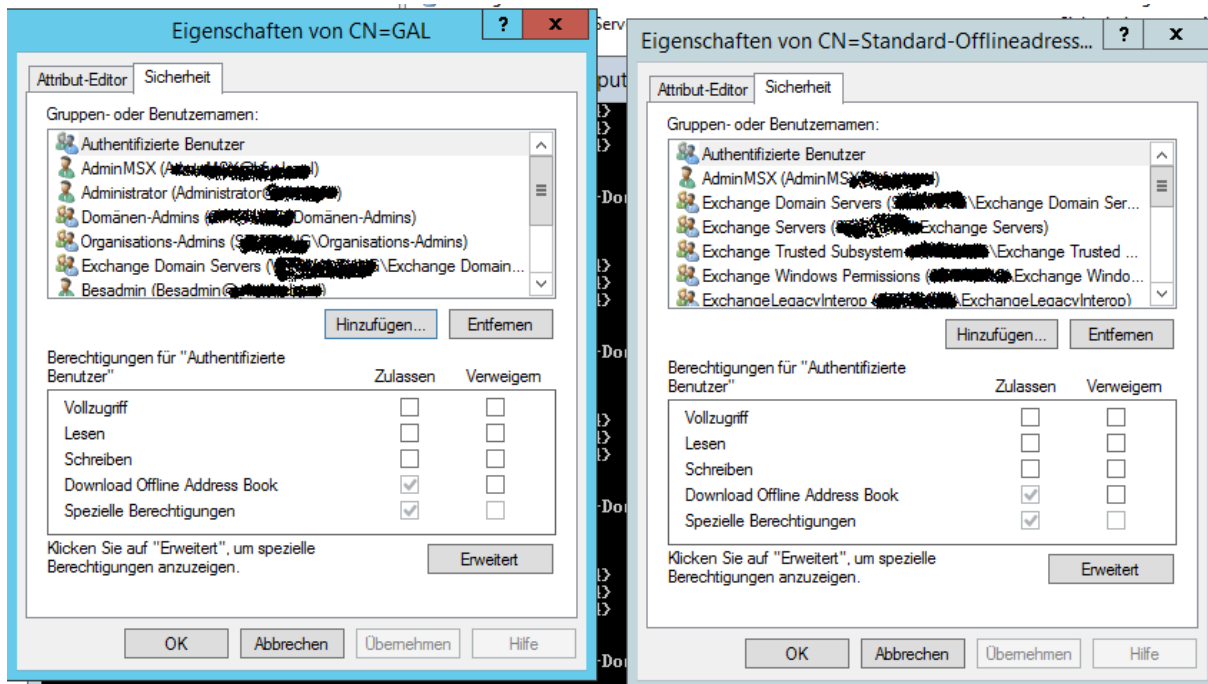 Eigenschaften von CN=GAL
?
x
Attribut-Editor
Sicherheit
Gruppen- oder Benutzernamen:
Authentifizierte Benutzer
AdminMSX (
Administrator (Administrator@
Domänen-Admins ( Domänen-Admins)
Organisations-Admins (S \Organisations-Admins)
Exchange Domain Servers ( \Exchange Domain...
Besadmin (Besadmin@
Hinzufügen...
Entfernen
Berechtigungen für "Authentifizierte
Benutzer"
Zulassen
Verweigern
Vollzugriff
Lesen
Schreiben
Download Offline Address Book
Spezielle Berechtigungen
Klicken Sie auf "Erweitert", um spezielle
Berechtigungen anzuzeigen.
Erweitert
OK
Abbrechen
Übernehmen
Hilfe
Eigenschaften von CN=Standard-Offlineadress...
?
x
Attribut-Editor
Sicherheit
Gruppen- oder Benutzernamen:
Authentifizierte Benutzer
AdminMSX (AdminMS
Exchange Domain Servers (S \Exchange Domain Ser...
Exchange Servers ( Exchange Servers)
Exchange Trusted Subsystem \Exchange Trusted ...
Exchange Windows Permissions ( Exchange Windo...
ExchangeLegacyInterop ( ExchangeLegacyInterop)
Hinzufügen...
Entfernen
Berechtigungen für "Authentifizierte
Benutzer"
Zulassen
Verweigern
Vollzugriff
Lesen
Schreiben
Download Offline Address Book
Spezielle Berechtigungen
Klicken Sie auf "Erweitert", um spezielle
Berechtigungen anzuzeigen.
Erweitert
OK
Abbrechen
Übernehmen
Hilfe